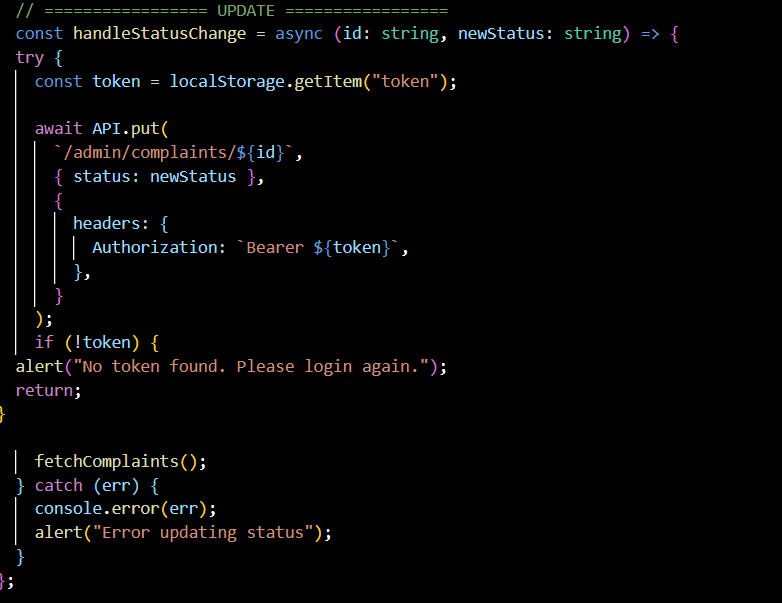 // ================= UPDATE =================
const handleStatusChange = async (id: string, newStatus: string) => {
try {
const token = localStorage.getItem("token");
await API.put(
`/admin/complaints/${id}`,
{ status: newStatus },
{
headers: {
Authorization: `Bearer ${token}`,
},
}
);
if (!token) {
alert("No token found. Please login again.");
return;
}
fetchComplaints();
} catch (err) {
console.error(err);
alert("Error updating status");
}
};